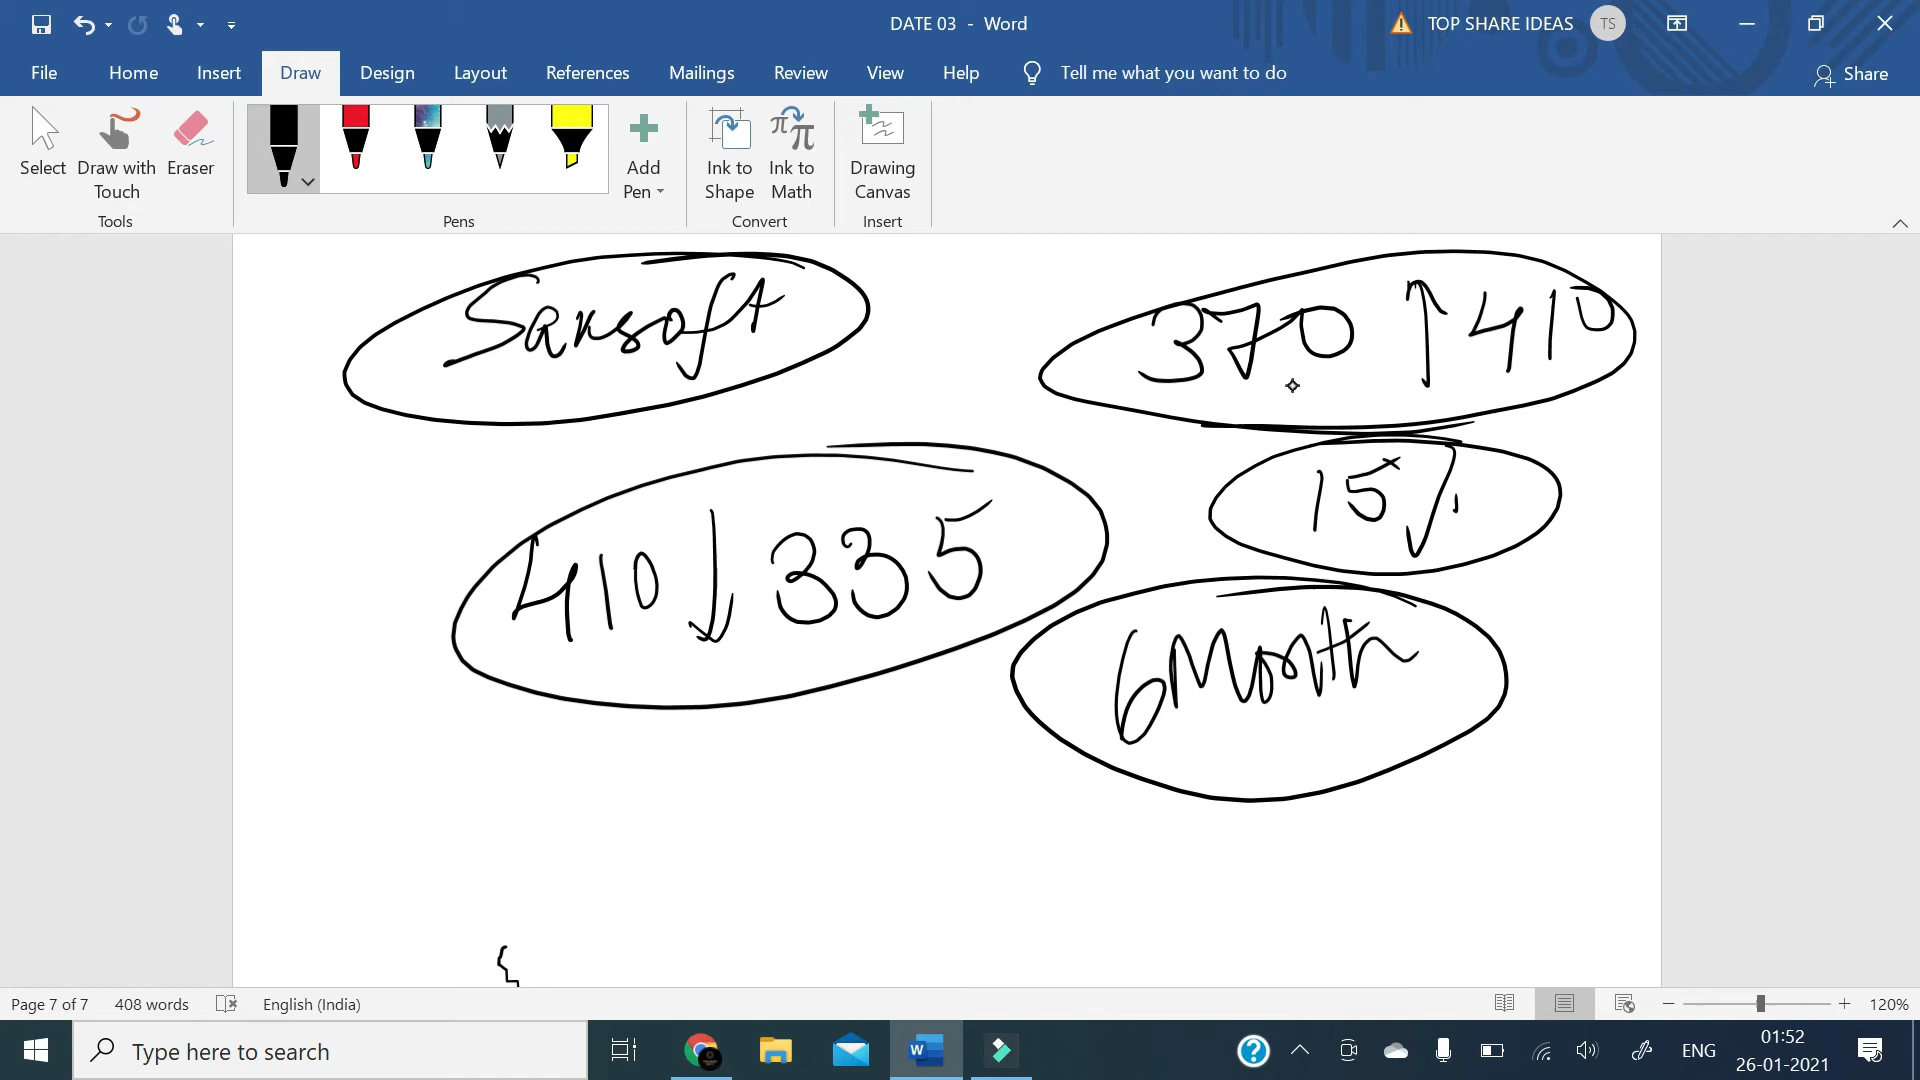 DATE 03 - Word
TOP SHARE IDEAS TS
File Home Insert Draw Design Layout References Mailings Review View Help Tell me what you want to do Share
Select Draw with Touch Eraser Add Pen Ink to Shape Ink to Math Drawing Canvas
Tools Pens Convert Insert
Sansoft 370 ↑ 410
15%
410 ↓ 335
6 Month
Page 7 of 7 408 words English (India) 120%
Type here to search ENG 01:52
26-01-2021